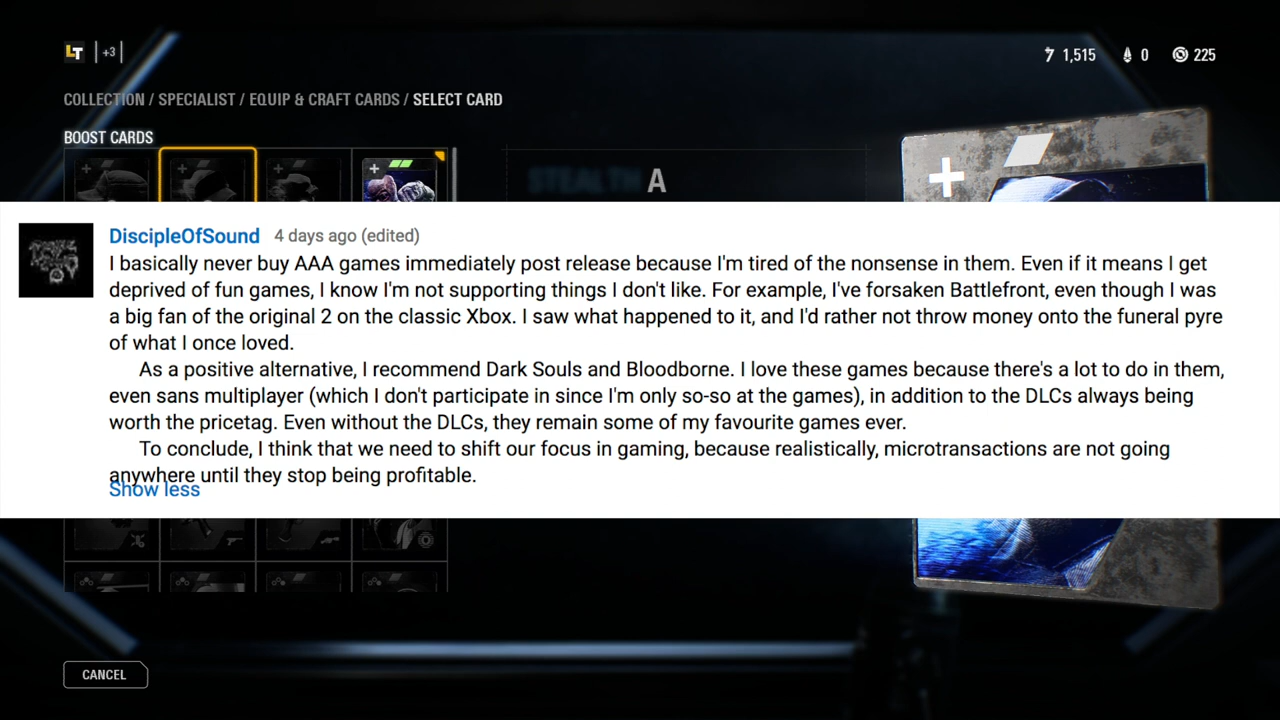 LT | +3 |
1,515 0 225
COLLECTION / SPECIALIST / EQUIP & CRAFT CARDS / SELECT CARD
BOOST CARDS
STEALTH A
DiscipleOfSound 4 days ago (edited)
I basically never buy AAA games immediately post release because I'm tired of the nonsense in them. Even if it means I get
deprived of fun games, I know I'm not supporting things I don't like. For example, I've forsaken Battlefront, even though I was
a big fan of the original 2 on the classic Xbox. I saw what happened to it, and I'd rather not throw money onto the funeral pyre
of what I once loved.
As a positive alternative, I recommend Dark Souls and Bloodborne. I love these games because there's a lot to do in them,
even sans multiplayer (which I don't participate in since I'm only so-so at the games), in addition to the DLCs always being
worth the pricetag. Even without the DLCs, they remain some of my favourite games ever.
To conclude, I think that we need to shift our focus in gaming, because realistically, microtransactions are not going
anywhere until they stop being profitable.
Show less
CANCEL